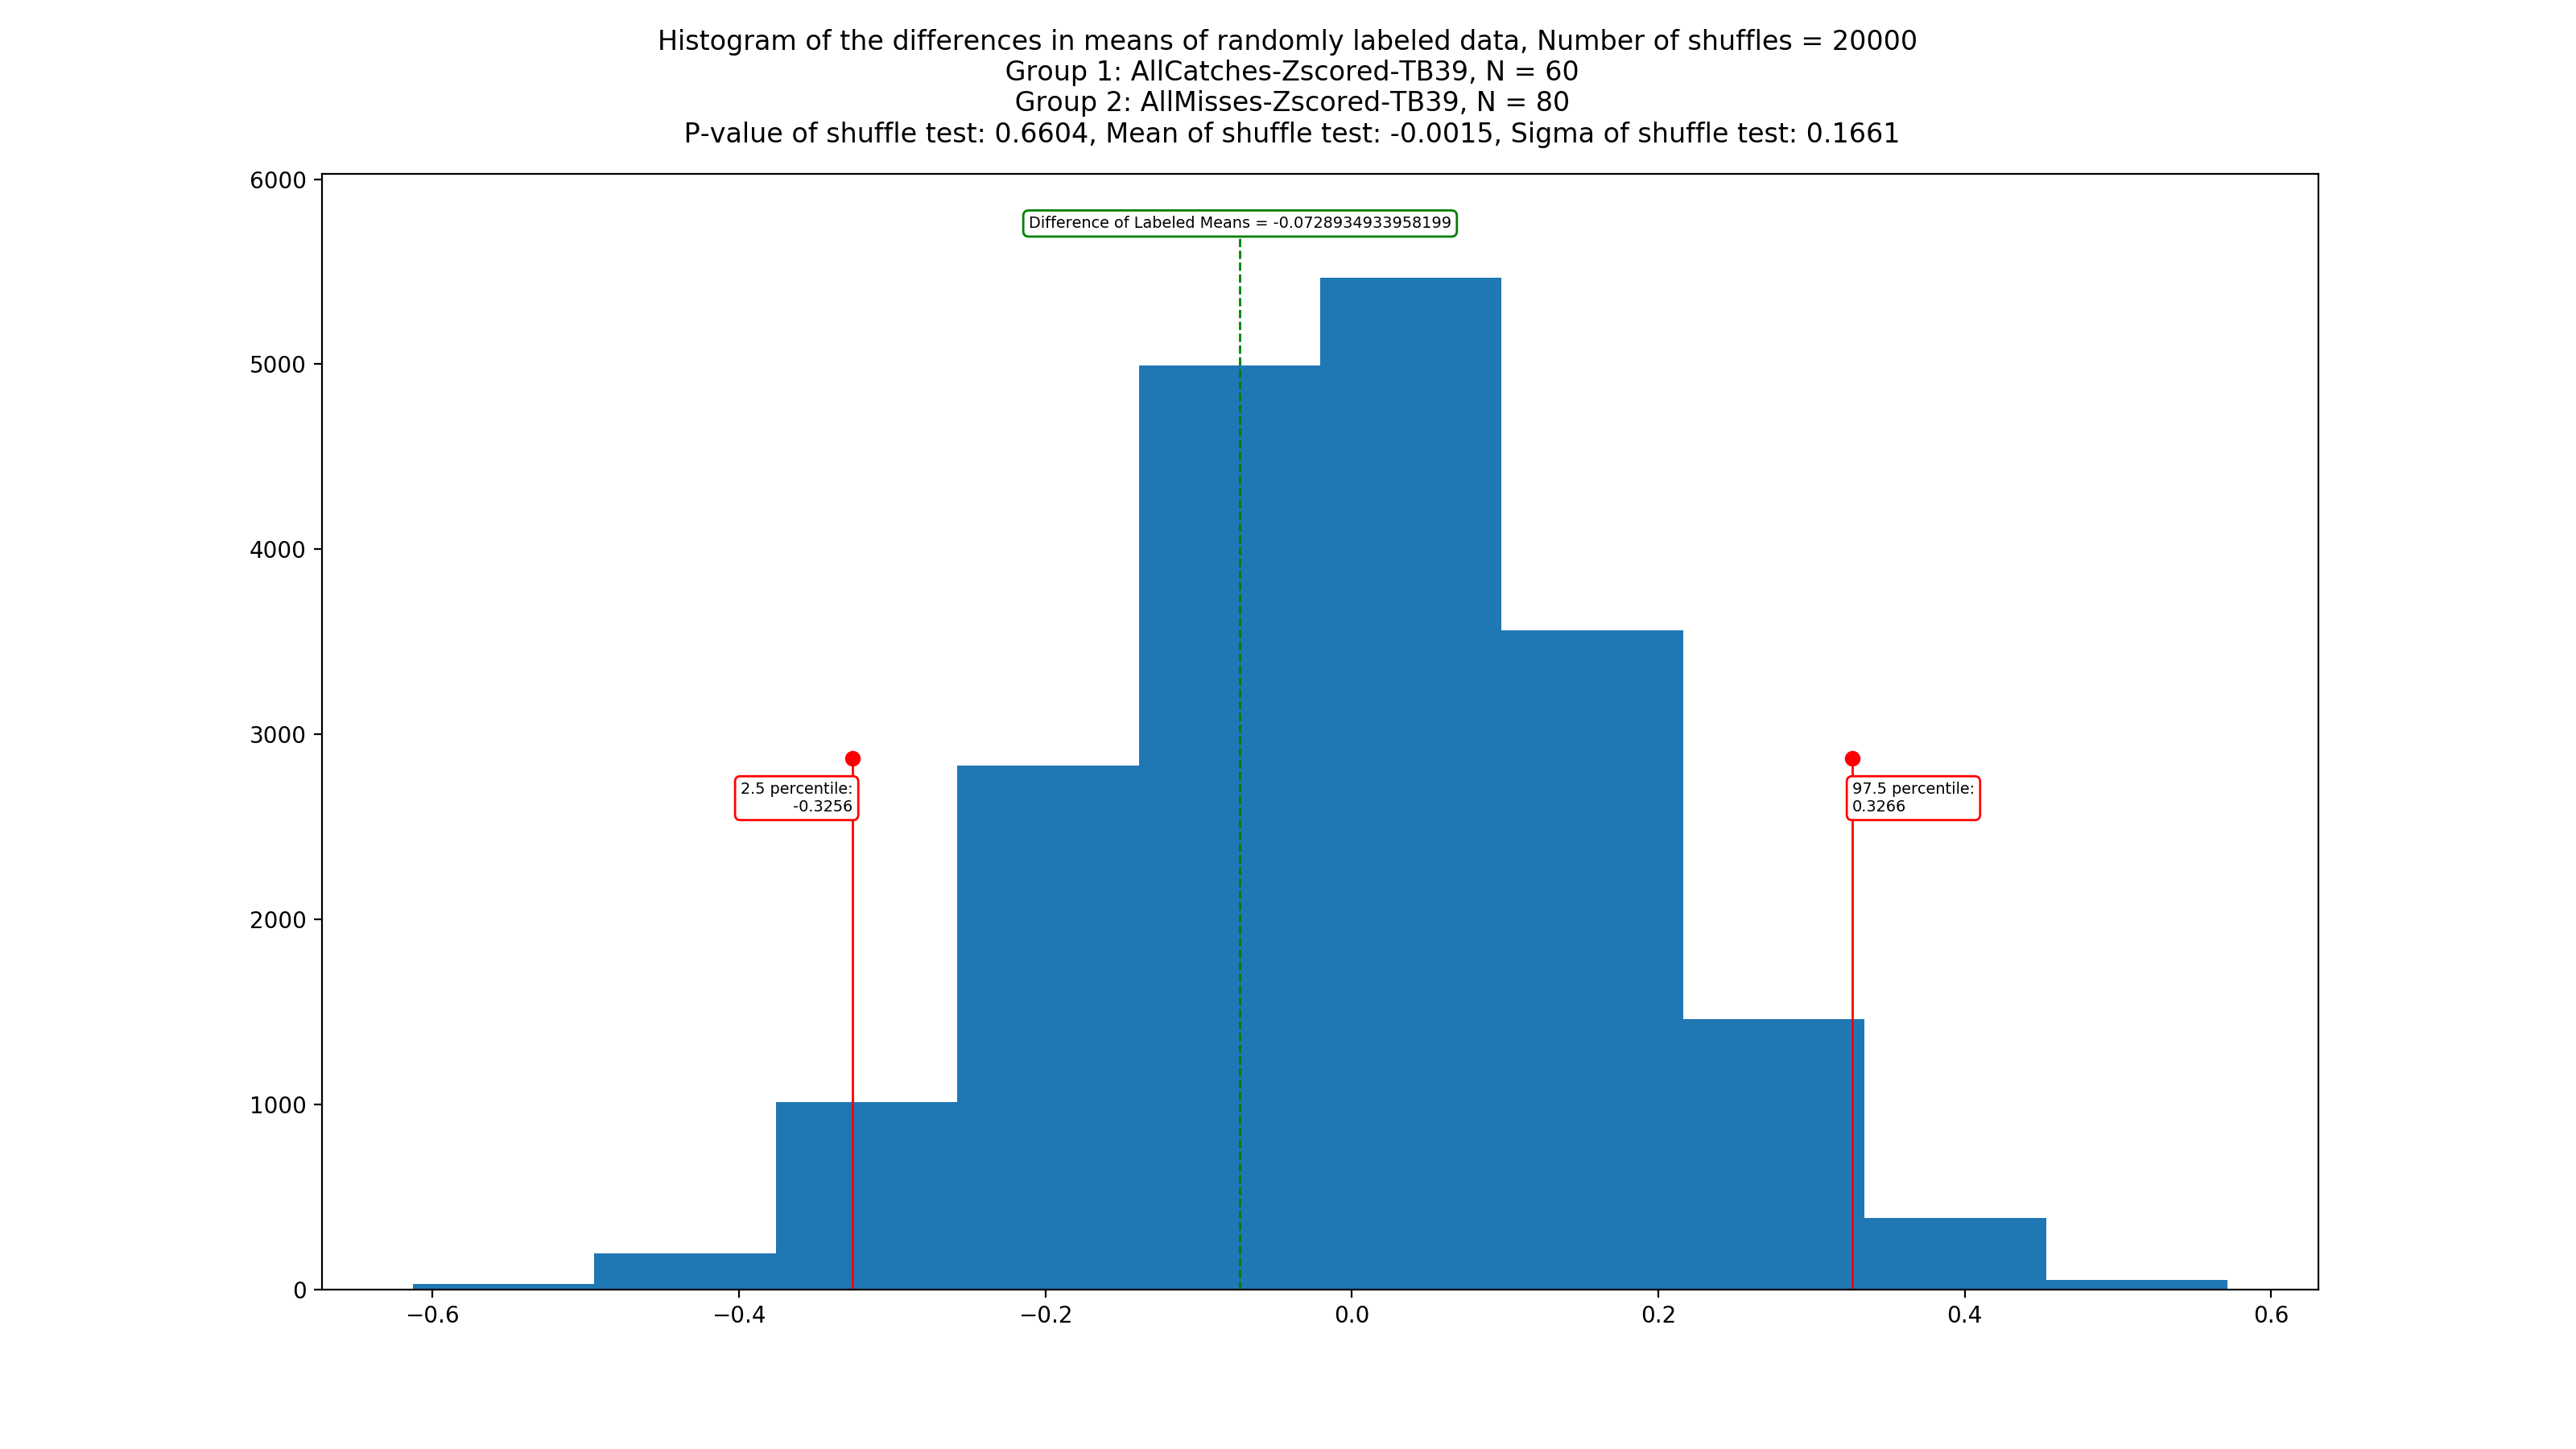 Histogram of the differences in means of randomly labeled data, Number of shuffles = 20000
Group 1: AllCatches-Zscored-TB39, N = 60
Group 2: AllMisses-Zscored-TB39, N = 80
P-value of shuffle test: 0.6604, Mean of shuffle test: -0.0015, Sigma of shuffle test: 0.1661
6000
Difference of Labeled Means = -0.0728934933958199
5000
4000
3000
2.5 percentile:
-0.3256
97.5 percentile:
0.3266
2000
1000
0
−0.6
−0.4
−0.2
0.0
0.2
0.4
0.6